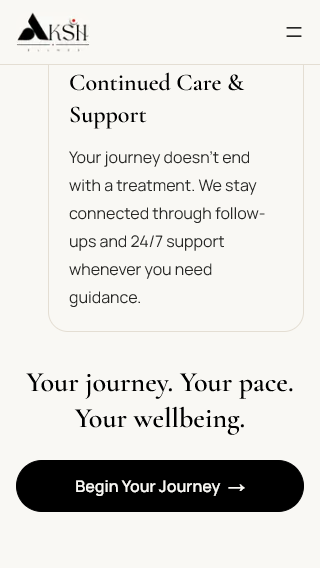 AKSH
Continued Care &
Support
Your journey doesn't end
with a treatment. We stay
connected through follow-
ups and 24/7 support
whenever you need
guidance.
Your journey. Your pace.
Your wellbeing.
Begin Your Journey →